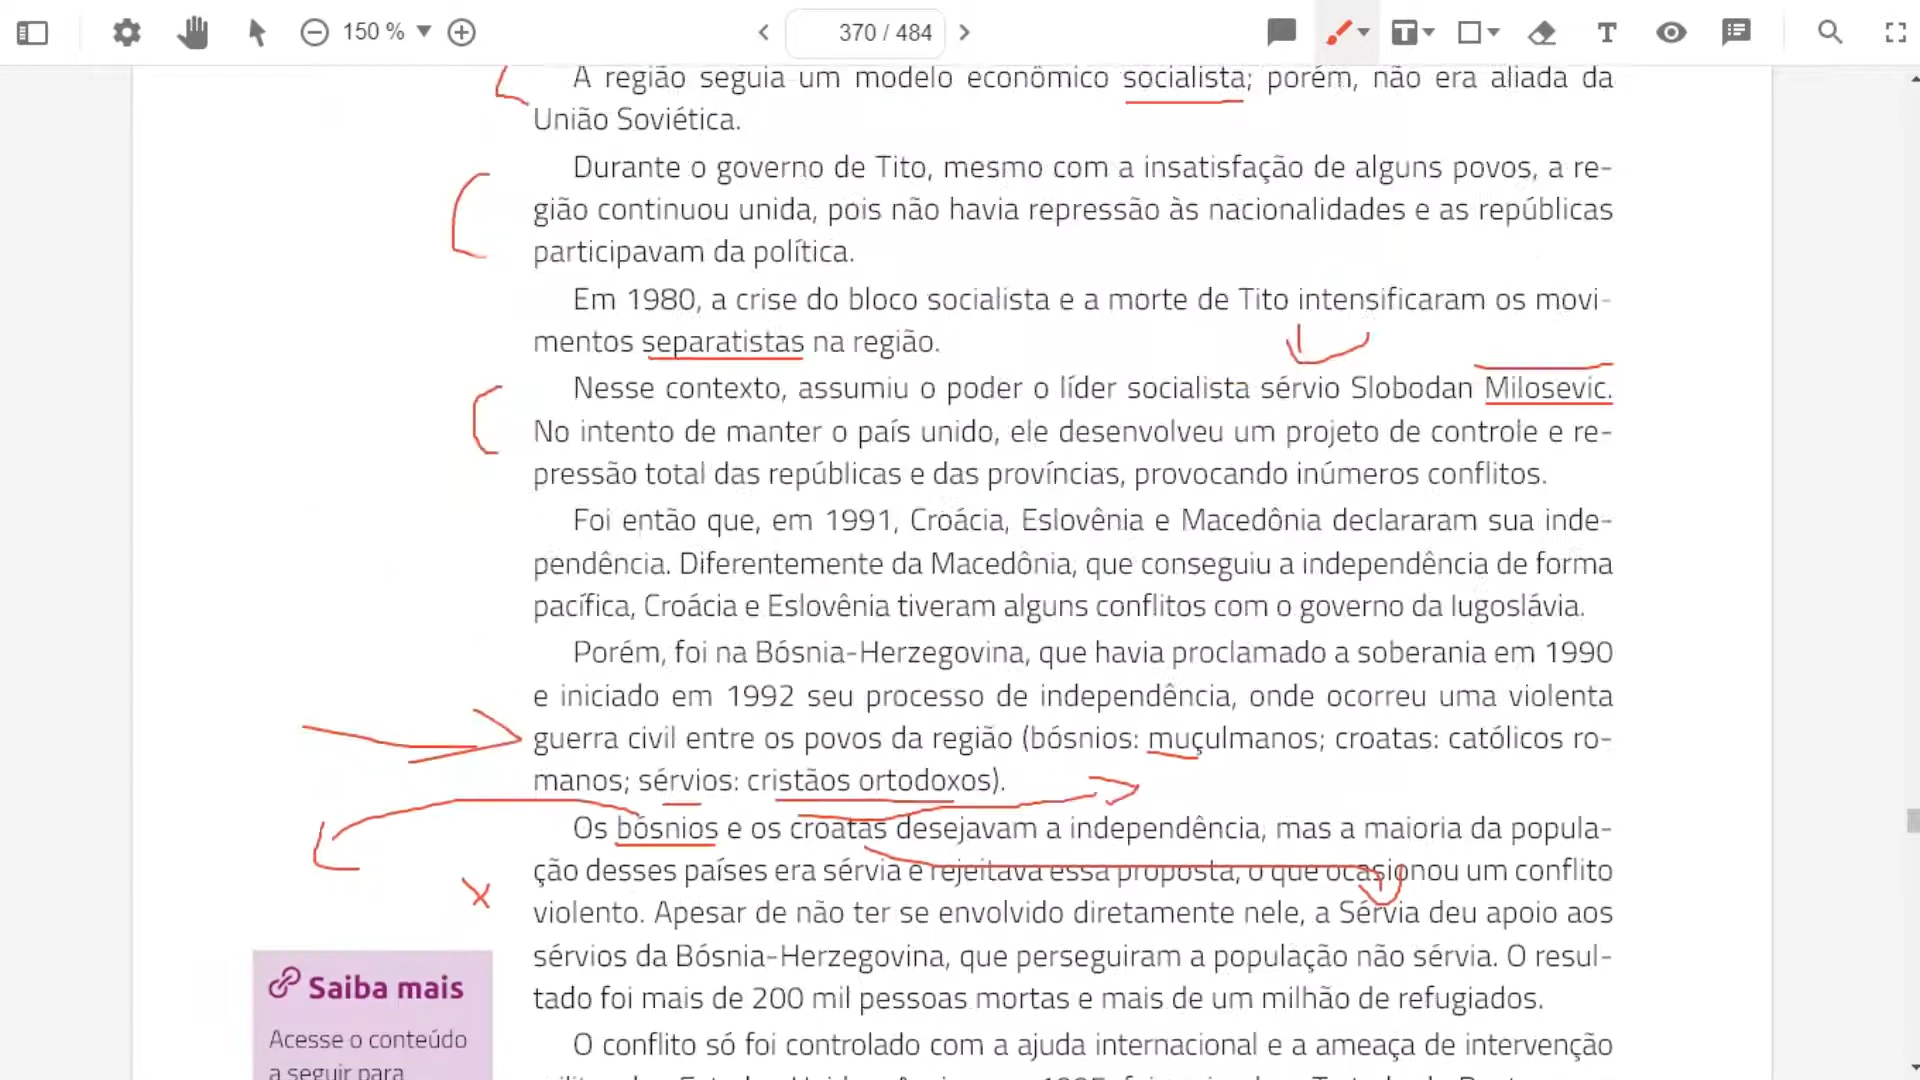 150 %
370 / 484
A região seguia um modelo econômico socialista; porém, não era aliada da
União Soviética.
Durante o governo de Tito, mesmo com a insatisfação de alguns povos, a re-
gião continuou unida, pois não havia repressão às nacionalidades e as repúblicas
participavam da política.
Em 1980, a crise do bloco socialista e a morte de Tito intensificaram os movi-
mentos separatistas na região.
Nesse contexto, assumiu o poder o líder socialista sérvio Slobodan Milosevic.
No intento de manter o país unido, ele desenvolveu um projeto de controle e re-
pressão total das repúblicas e das províncias, provocando inúmeros conflitos.
Foi então que, em 1991, Croácia, Eslovênia e Macedônia declararam sua inde-
pendência. Diferentemente da Macedônia, que conseguiu a independência de forma
pacífica, Croácia e Eslovênia tiveram alguns conflitos com o governo da Iugoslávia.
Porém, foi na Bósnia-Herzegovina, que havia proclamado a soberania em 1990
e iniciado em 1992 seu processo de independência, onde ocorreu uma violenta
guerra civil entre os povos da região (bósnios: muçulmanos; croatas: católicos ro-
manos; sérvios: cristãos ortodoxos).
Os bósnios e os croatas desejavam a independência, mas a maioria da popula-
ção desses países era sérvia e rejeitava essa proposta, o que ocasionou um conflito
violento. Apesar de não ter se envolvido diretamente nele, a Sérvia deu apoio aos
sérvios da Bósnia-Herzegovina, que perseguiram a população não sérvia. O resul-
tado foi mais de 200 mil pessoas mortas e mais de um milhão de refugiados.
O conflito só foi controlado com a ajuda internacional e a ameaça de intervenção
Saiba mais
Acesse o conteúdo
a seguir para